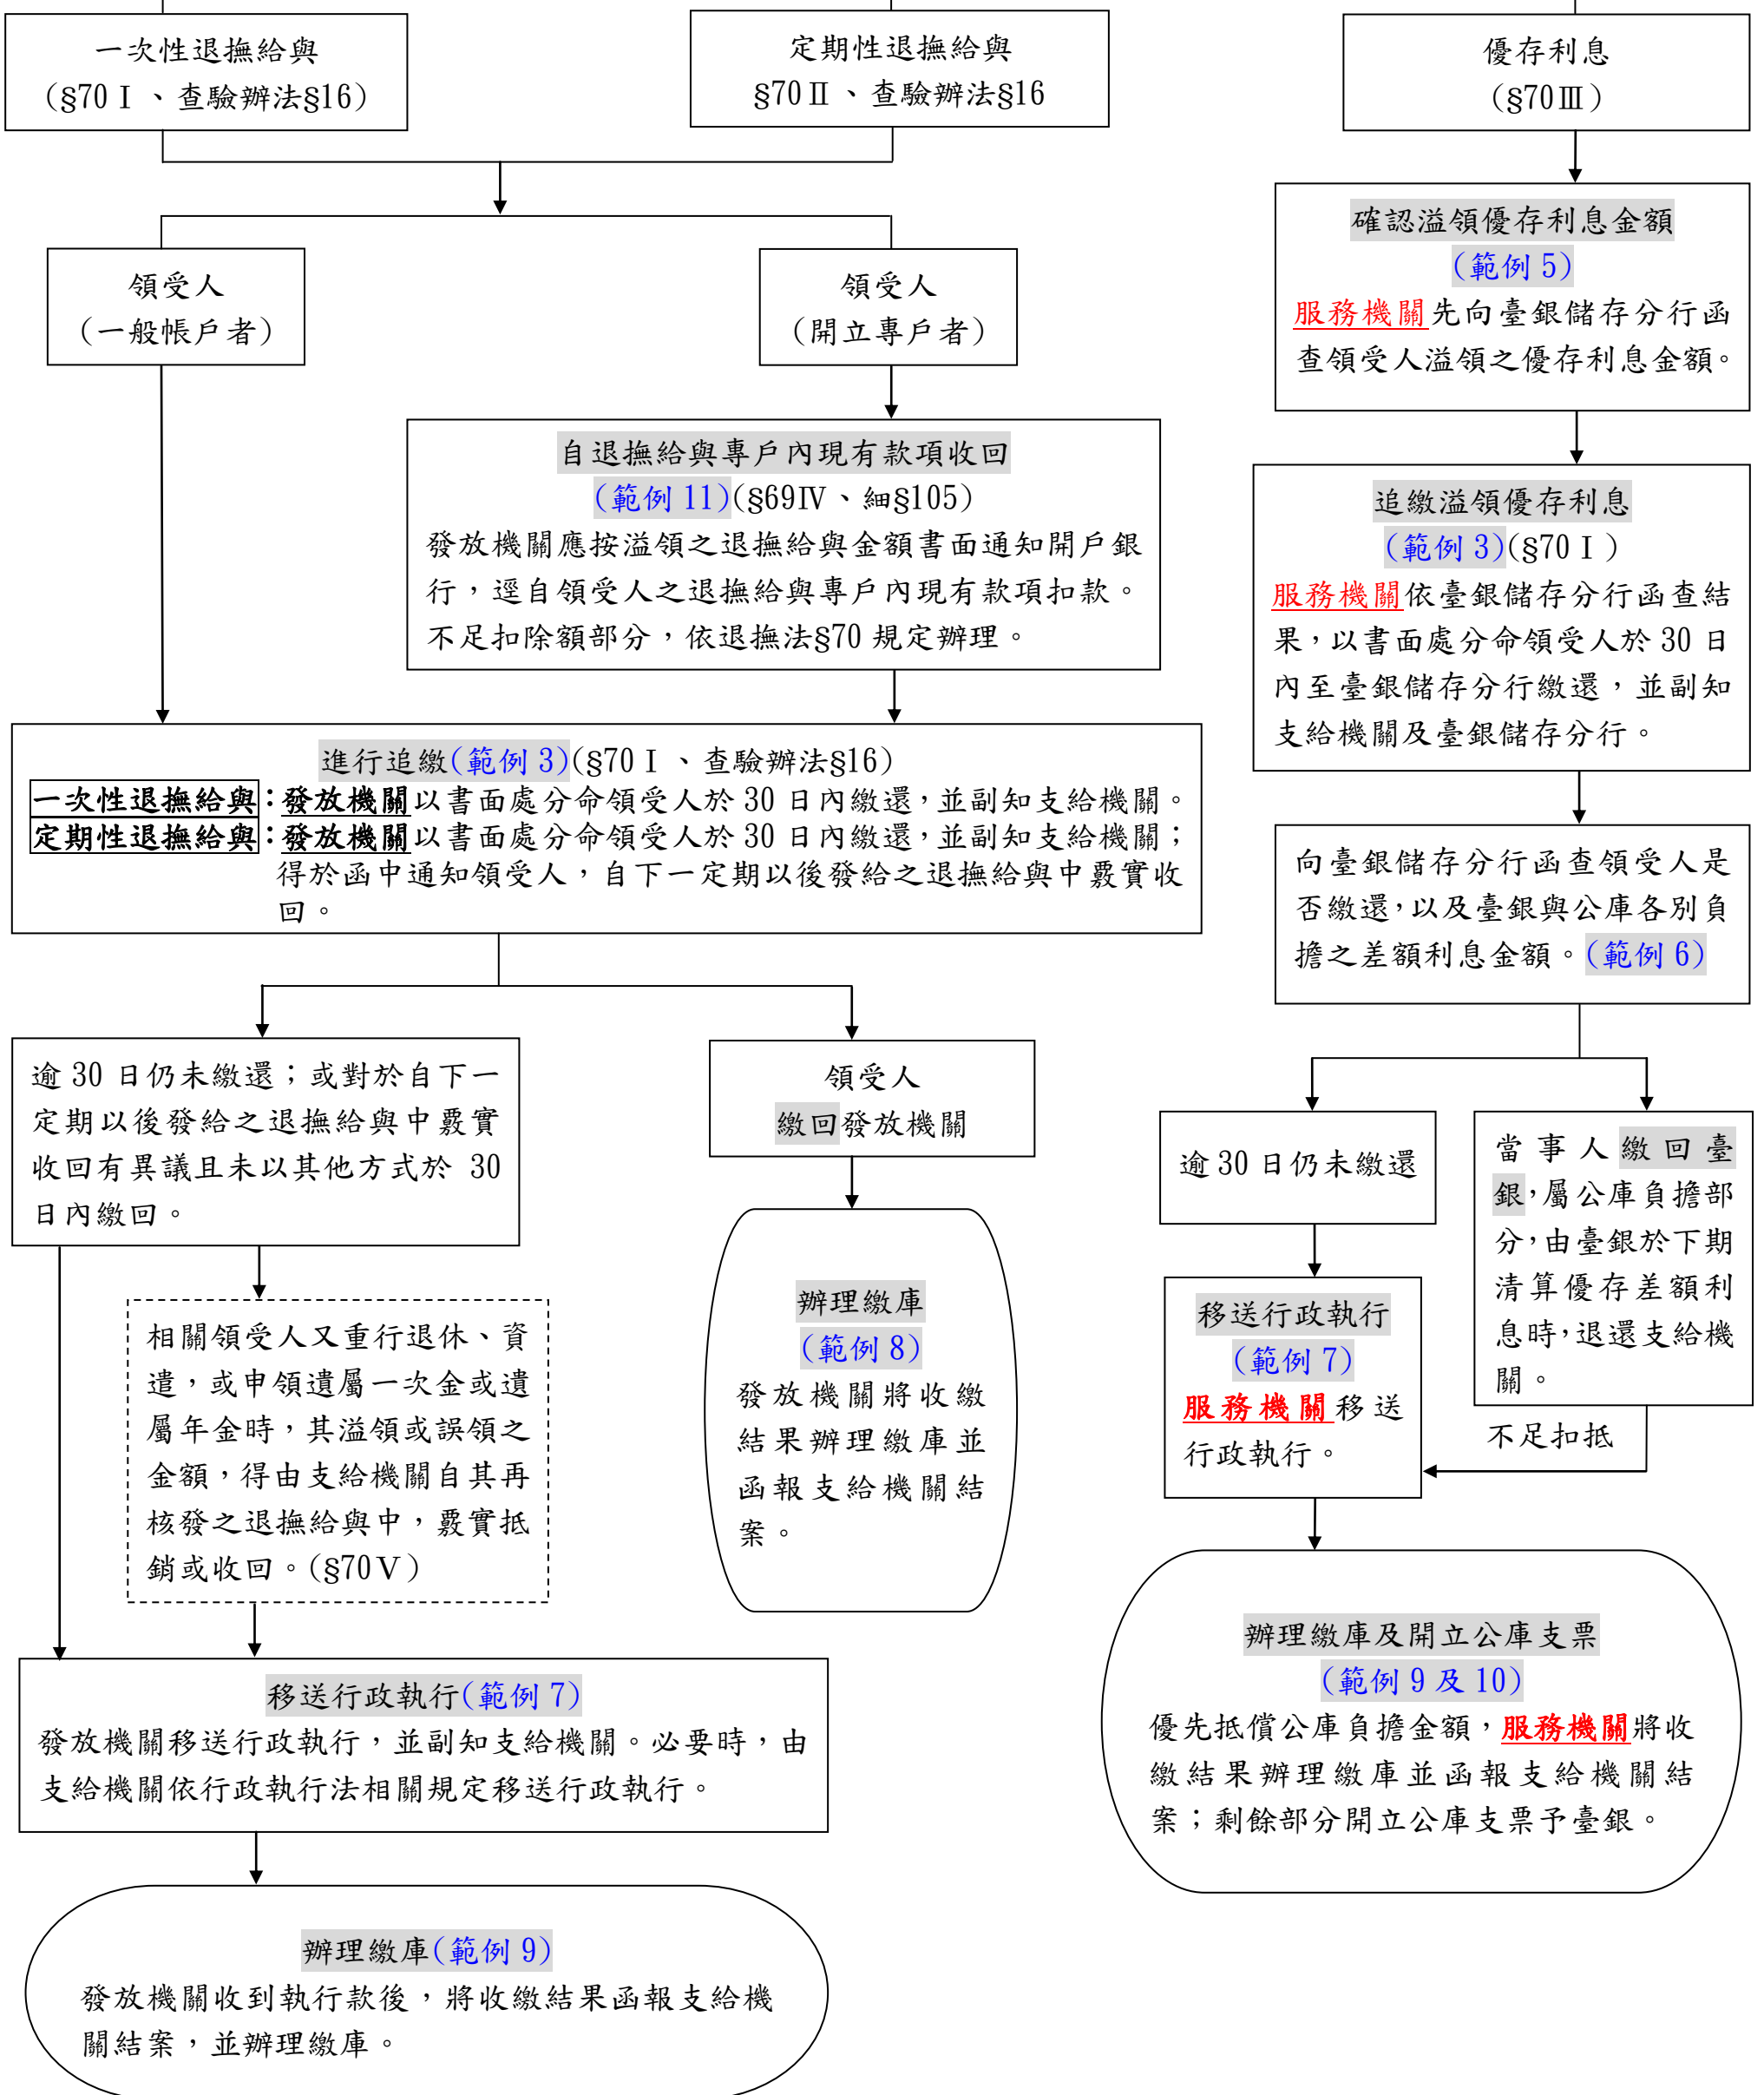 一次性退撫給與
(§70Ⅰ、查驗辦法§16)
定期性退撫給與
§70Ⅱ、查驗辦法§16
領受人
(一般帳戶者)
領受人
(開立專戶者)
自退撫給與專戶內現有款項收回
(範例 11)(§69Ⅳ、細§105)
發放機關應按溢領之退撫給與金額書面通知開戶銀
行，逕自領受人之退撫給與專戶內現有款項扣款。
不足扣除額部分，依退撫法§70 規定辦理。
進行追繳(範例 3)(§70Ⅰ、查驗辦法§16)
一次性退撫給與：發放機關以書面處分命領受人於 30 日內繳還，並副知支給機關。
定期性退撫給與：發放機關以書面處分命領受人於 30 日內繳還，並副知支給機關；
得於函中通知領受人，自下一定期以後發給之退撫給與中覈實收
回。
逾 30 日仍未繳還；或對於自下一
定期以後發給之退撫給與中覈實
收回有異議且未以其他方式於 30
日內繳回。
相關領受人又重行退休、資
遣，或申領遺屬一次金或遺
屬年金時，其溢領或誤領之
金額，得由支給機關自其再
核發之退撫給與中，覈實抵
銷或收回。(§70Ⅴ)
領受人
繳回發放機關
辦理繳庫
(範例 8)
發放機關將收繳
結果辦理繳庫並
函報支給機關結
案。
移送行政執行(範例 7)
發放機關移送行政執行，並副知支給機關。必要時，由
支給機關依行政執行法相關規定移送行政執行。
辦理繳庫(範例 9)
發放機關收到執行款後，將收繳結果函報支給機
關結案，並辦理繳庫。
優存利息
(§70Ⅲ)
確認溢領優存利息金額
(範例 5)
服務機關先向臺銀儲存分行函
查領受人溢領之優存利息金額。
追繳溢領優存利息
(範例 3)(§70Ⅰ)
服務機關依臺銀儲存分行函查結
果，以書面處分命領受人於 30 日
內至臺銀儲存分行繳還，並副知
支給機關及臺銀儲存分行。
向臺銀儲存分行函查領受人是
否繳還，以及臺銀與公庫各別負
擔之差額利息金額。(範例 6)
逾 30 日仍未繳還
移送行政執行
(範例 7)
服務機關移送
行政執行。
當事人繳回臺
銀，屬公庫負擔部
分，由臺銀於下期
清算優存差額利
息時，退還支給機
關。
不足扣抵
辦理繳庫及開立公庫支票
(範例 9 及 10)
優先抵償公庫負擔金額，服務機關將收
繳結果辦理繳庫並函報支給機關結
案；剩餘部分開立公庫支票予臺銀。